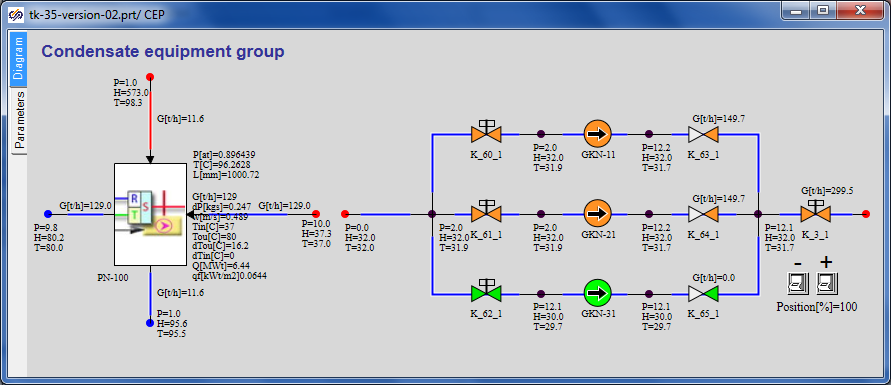 tk-35-version-02.prt/ CEP
Diagram
Parameters
Condensate equipment group
P=1.0
H=573.0
T=98.3
G[t/h]=11.6
P[at]=0.896439
T[C]=96.2628
L[mm]=1000.72
G[t/h]=129
dP[kgs]=0.247
w[m/s]=0.489
Tin[C]=37
Tou[C]=80
dTou[C]=16.2
dTin[C]=0
Q[MWt]=6.44
qf[kWt/m2]0.0644
R
T
S
G[t/h]=129.0
P=9.8
H=80.2
T=80.0
PN-100
G[t/h]=129.0
P=10.0
H=37.3
T=37.0
G[t/h]=11.6
P=1.0
H=95.6
T=95.5
P=0.0
H=32.0
T=32.0
P=2.0
H=32.0
T=31.9
K_60_1
P=2.0
H=32.0
T=31.9
GKN-11
P=12.2
H=32.0
T=31.7
G[t/h]=149.7
K_63_1
K_61_1
P=2.0
H=32.0
T=31.9
GKN-21
P=12.2
H=32.0
T=31.7
G[t/h]=149.7
K_64_1
K_62_1
P=12.1
H=30.0
T=29.7
GKN-31
P=12.1
H=30.0
T=29.7
G[t/h]=0.0
K_65_1
P=12.1
H=32.0
T=31.7
G[t/h]=299.5
K_3_1
- +
Position[%]=100